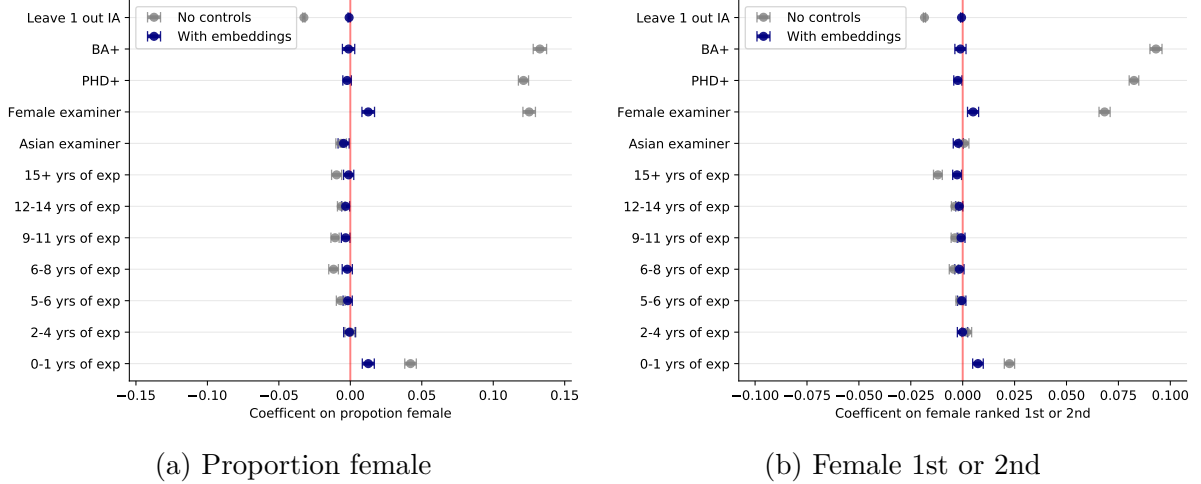 Leave 1 out IA
BA+
PHD+
Female examiner
Asian examiner
15+ yrs of exp
12-14 yrs of exp
9-11 yrs of exp
6-8 yrs of exp
5-6 yrs of exp
2-4 yrs of exp
0-1 yrs of exp
No controls
With embeddings
−0.15 −0.10 −0.05 0.00 0.05 0.10 0.15
Coefficent on propotion female
(a) Proportion female
Leave 1 out IA
BA+
PHD+
Female examiner
Asian examiner
15+ yrs of exp
12-14 yrs of exp
9-11 yrs of exp
6-8 yrs of exp
5-6 yrs of exp
2-4 yrs of exp
0-1 yrs of exp
No controls
With embeddings
−0.100 −0.075 −0.050 −0.025 0.000 0.025 0.050 0.075 0.100
Coefficent on female ranked 1st or 2nd
(b) Female 1st or 2nd